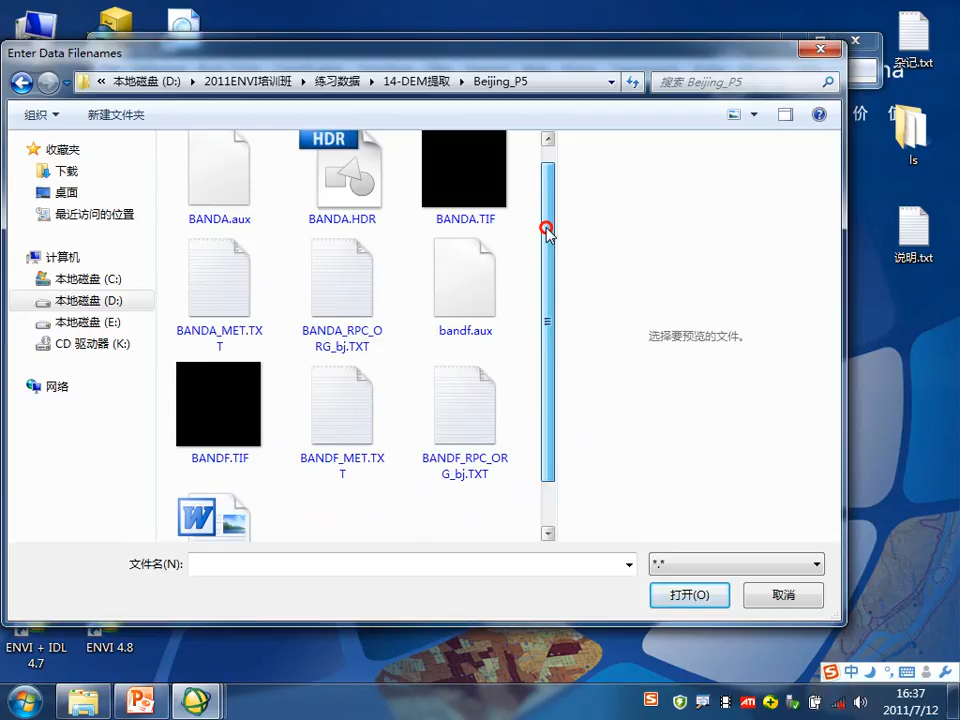 Enter Data Filenames
« 本地磁盘 (D:) ▸ 2011ENVI培训班 ▸ 练习数据 ▸ 14-DEM提取 ▸ Beijing_P5
搜索 Beijing_P5
组织
新建文件夹
收藏夹
下载
桌面
最近访问的位置
计算机
本地磁盘 (C:)
本地磁盘 (D:)
本地磁盘 (E:)
CD 驱动器 (K:)
网络
HDR
BANDA.aux
BANDA.HDR
BANDA.TIF
BANDA_MET.TX
T
BANDA_RPC_O
RG_bj.TXT
bandf.aux
BANDF.TIF
BANDF_MET.TX
T
BANDF_RPC_OR
G_bj.TXT
W
选择要预览的文件。
文件名(N):
*.*
打开(O)
取消
na
价 值
杂记.txt
ls
说明.txt
ENVI + IDL
4.7
ENVI 4.8
中
ATI
16:37
2011/7/12